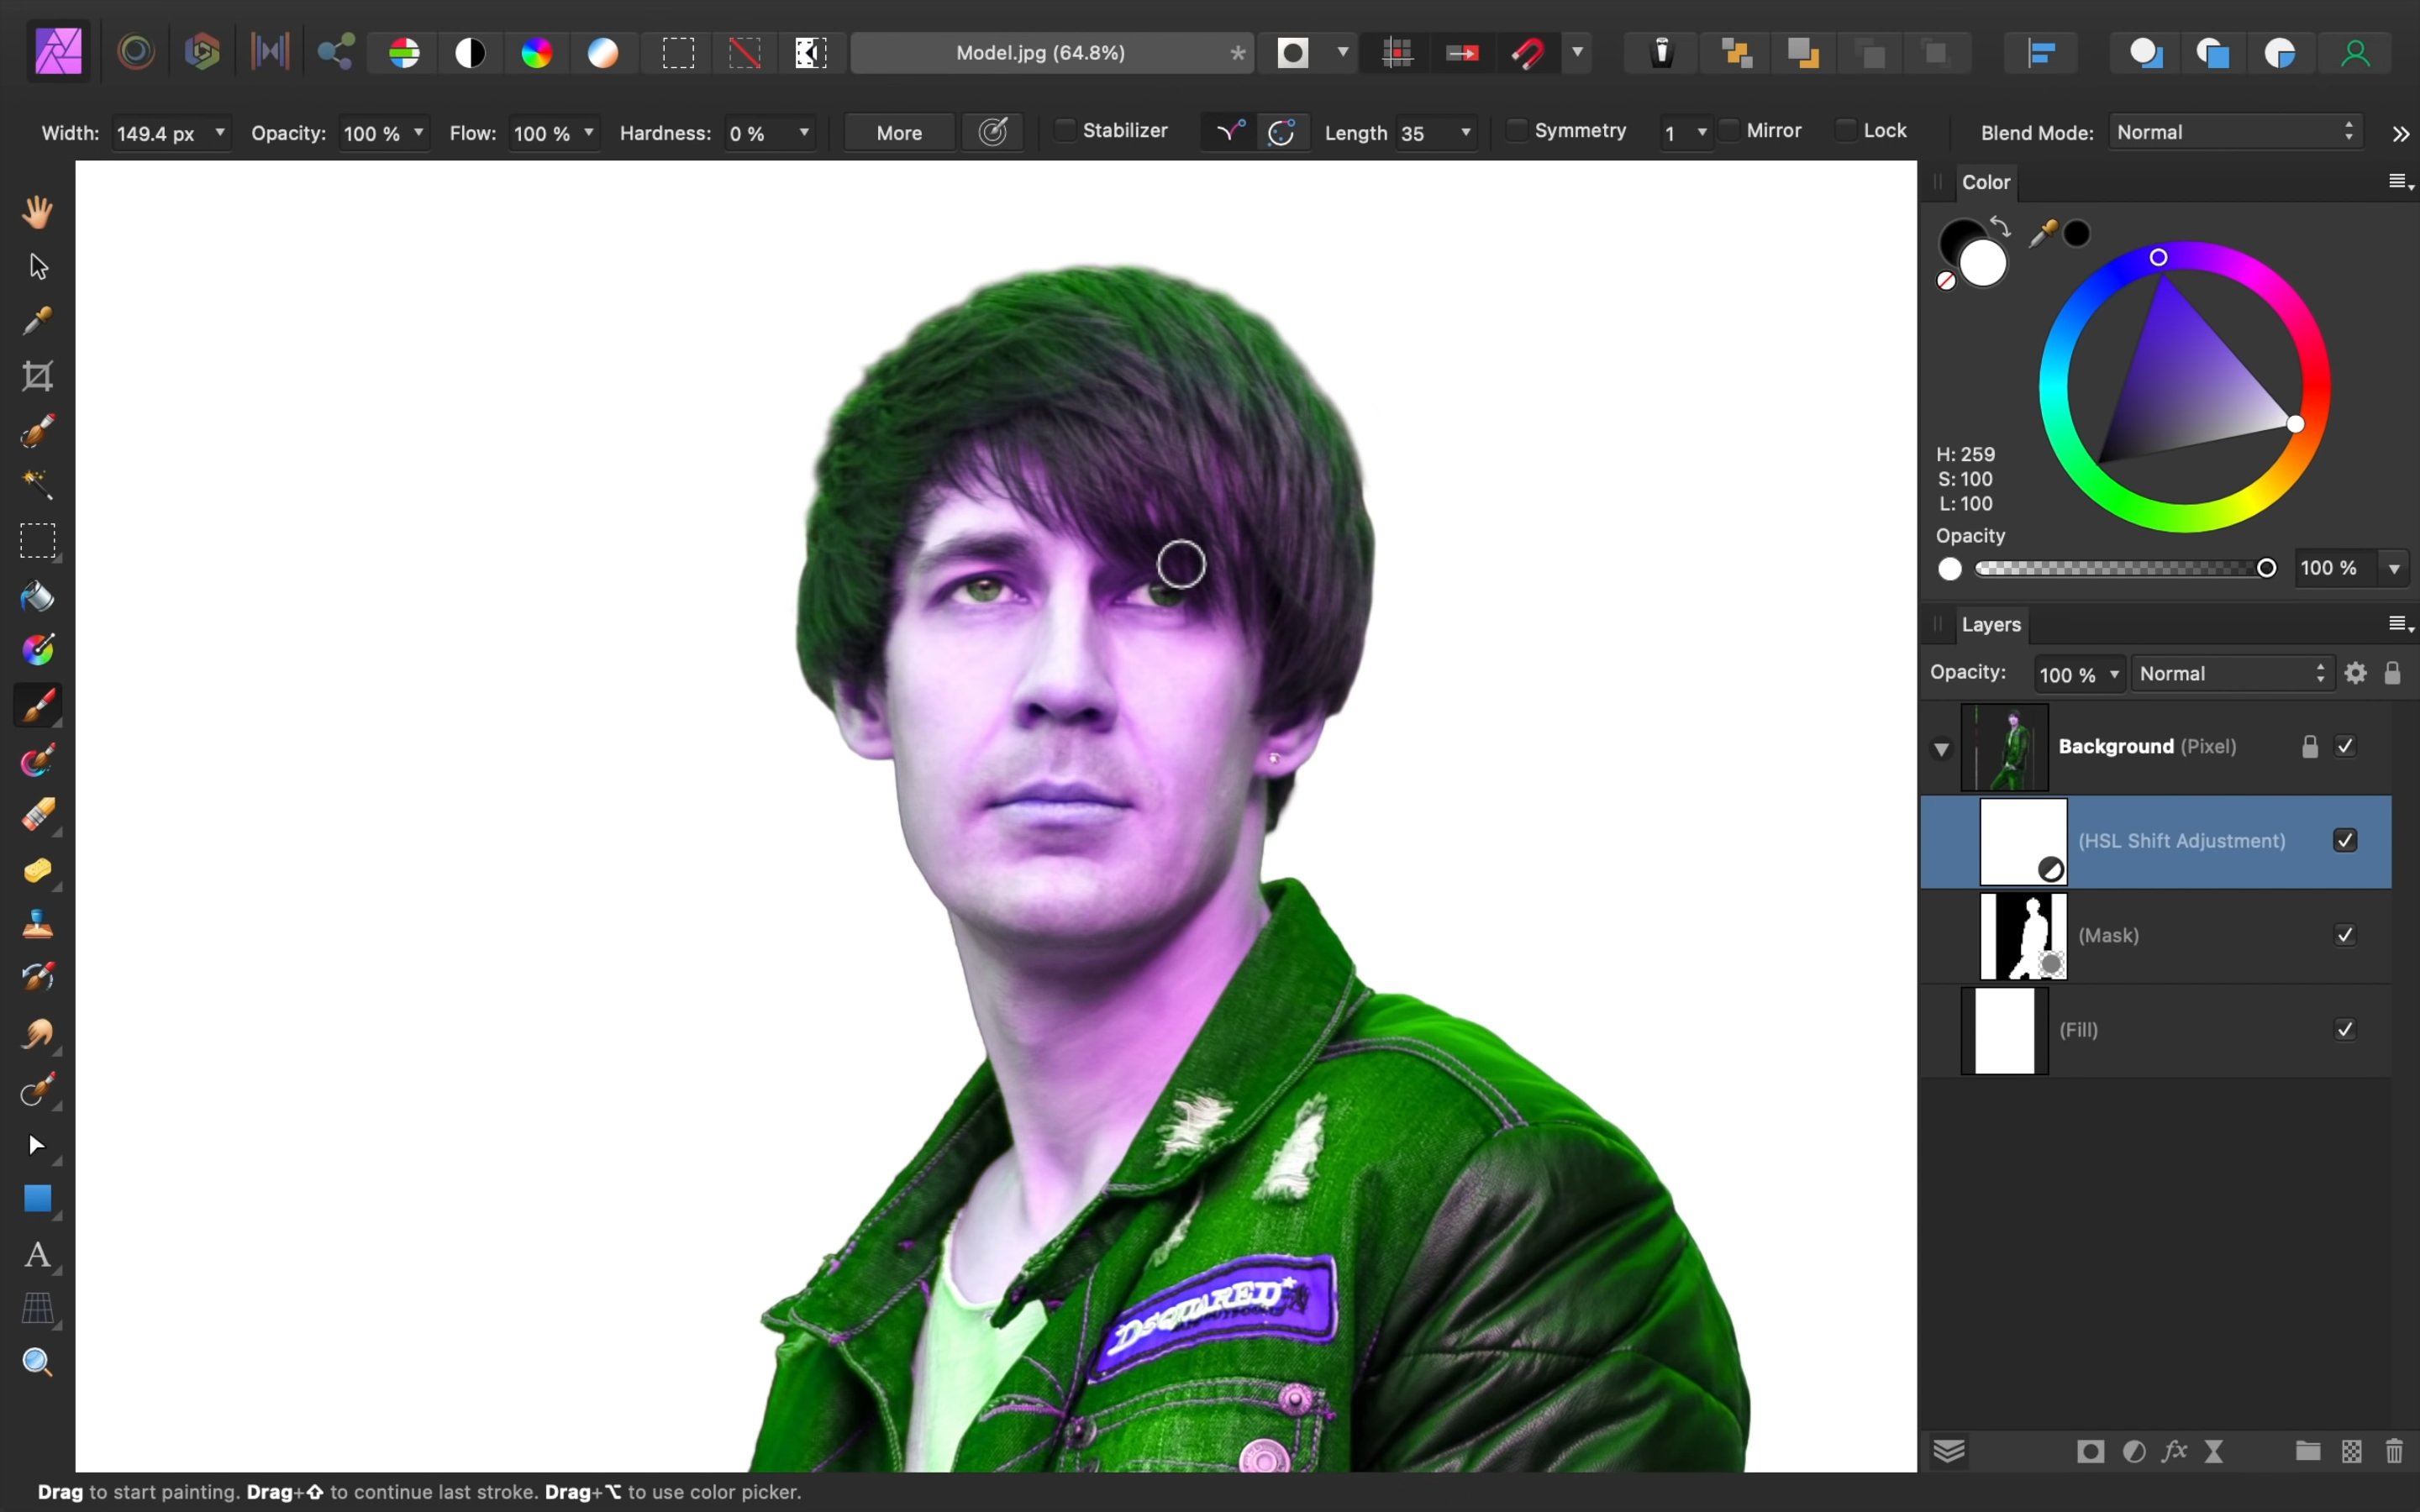 Model.jpg (64.8%) *
Width: 149.4 px Opacity: 100 % Flow: 100 % Hardness: 0 % More Stabilizer Length 35 Symmetry 1 Mirror Lock Blend Mode: Normal
Color
H: 259
S: 100
L: 100
Opacity
100 %
Layers
Opacity: 100 % Normal
Background (Pixel)
(HSL Shift Adjustment)
(Mask)
(Fill)
A
DSQUARED
fx
Drag to start painting. Drag+⇧ to continue last stroke. Drag+⌥ to use color picker.